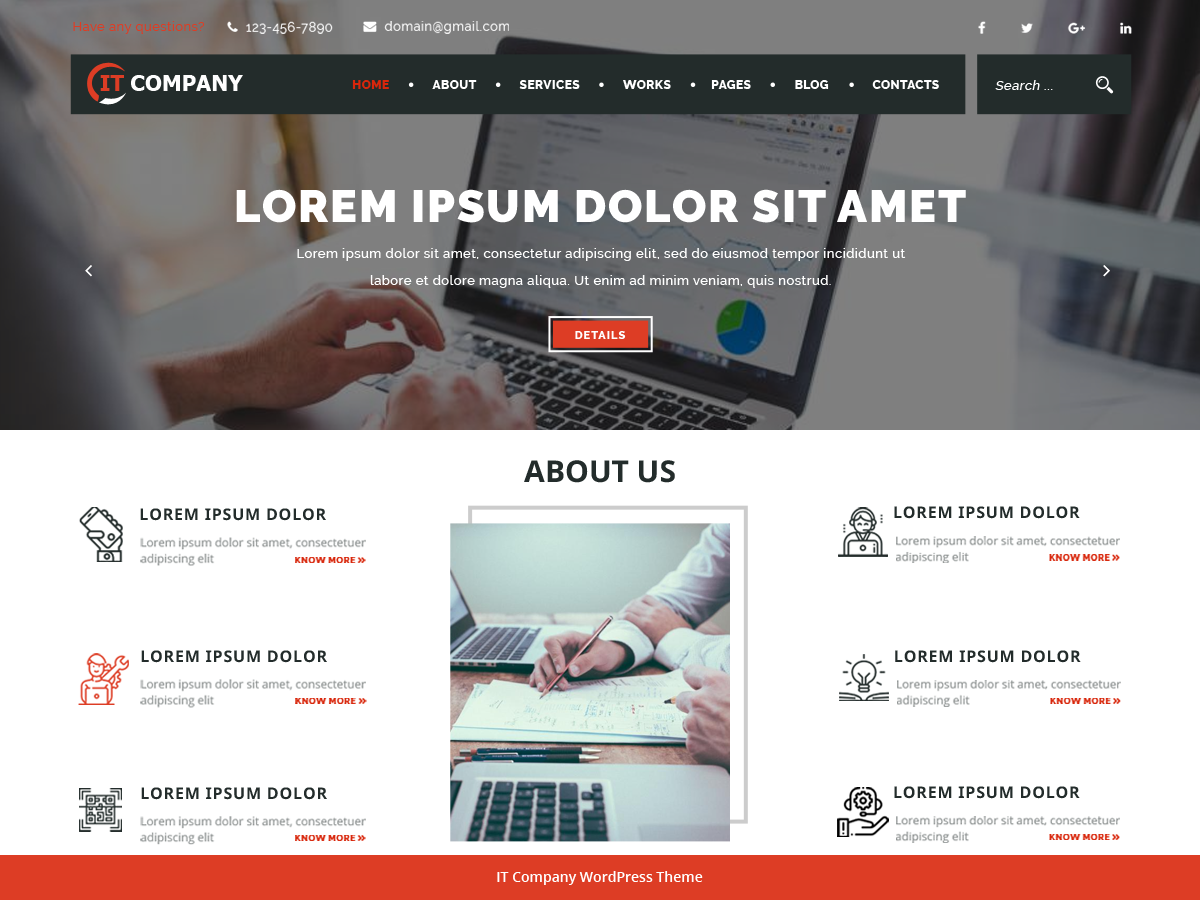 Have any questions?
123-456-7890
domain@gmail.com
IT COMPANY
HOME • ABOUT • SERVICES • WORKS • PAGES • BLOG • CONTACTS
Search ...
LOREM IPSUM DOLOR SIT AMET
Lorem ipsum dolor sit amet, consectetur adipiscing elit, sed do eiusmod tempor incididunt ut
labore et dolore magna aliqua. Ut enim ad minim veniam, quis nostrud.
DETAILS
ABOUT US
LOREM IPSUM DOLOR
Lorem ipsum dolor sit amet, consectetuer
adipiscing elit
KNOW MORE »
LOREM IPSUM DOLOR
Lorem ipsum dolor sit amet, consectetuer
adipiscing elit
KNOW MORE »
LOREM IPSUM DOLOR
Lorem ipsum dolor sit amet, consectetuer
adipiscing elit
KNOW MORE »
LOREM IPSUM DOLOR
Lorem ipsum dolor sit amet, consectetuer
adipiscing elit
KNOW MORE »
LOREM IPSUM DOLOR
Lorem ipsum dolor sit amet, consectetuer
adipiscing elit
KNOW MORE »
LOREM IPSUM DOLOR
Lorem ipsum dolor sit amet, consectetuer
adipiscing elit
KNOW MORE »
IT Company WordPress Theme